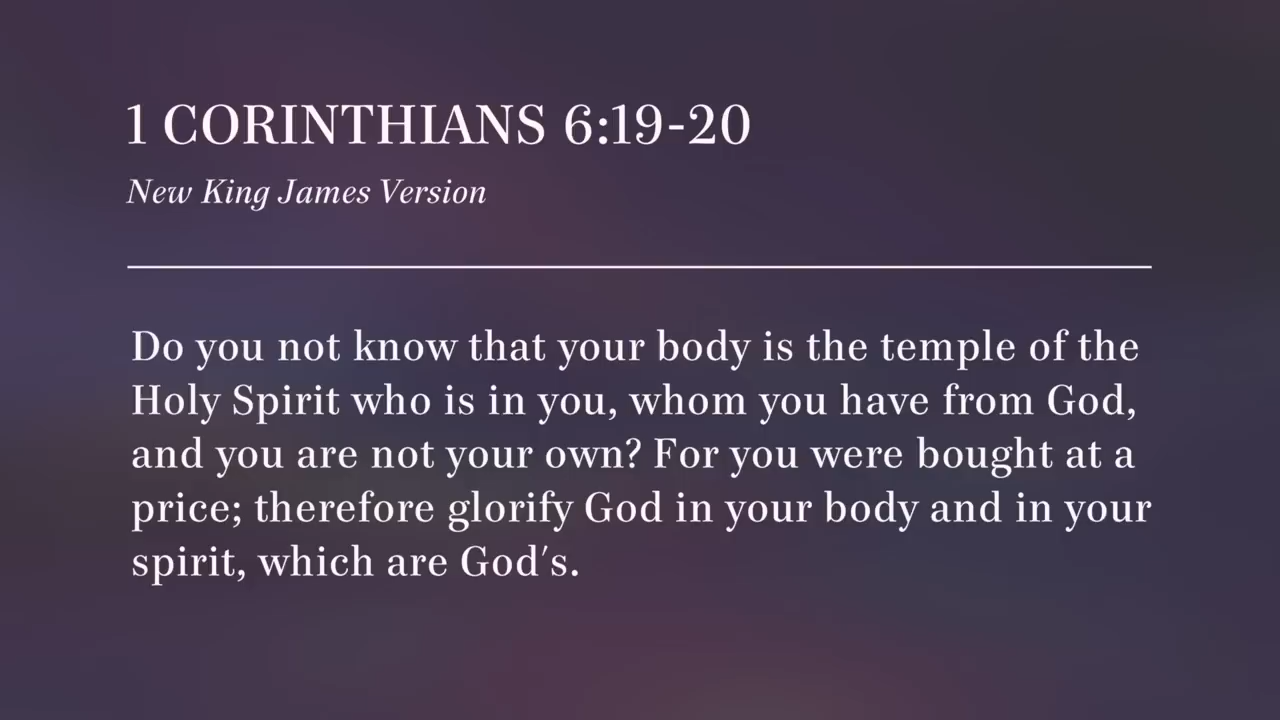 1 CORINTHIANS 6:19-20
New King James Version
Do you not know that your body is the temple of the
Holy Spirit who is in you, whom you have from God,
and you are not your own? For you were bought at a
price; therefore glorify God in your body and in your
spirit, which are God's.